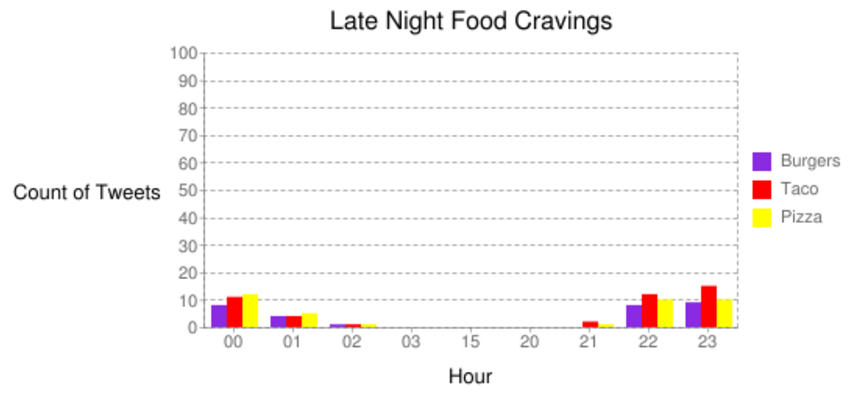 Late Night Food Cravings
100
90
80
70
60
50
40
30
20
10
0
Count of Tweets
00 01 02 03 15 20 21 22 23
Hour
Burgers
Taco
Pizza